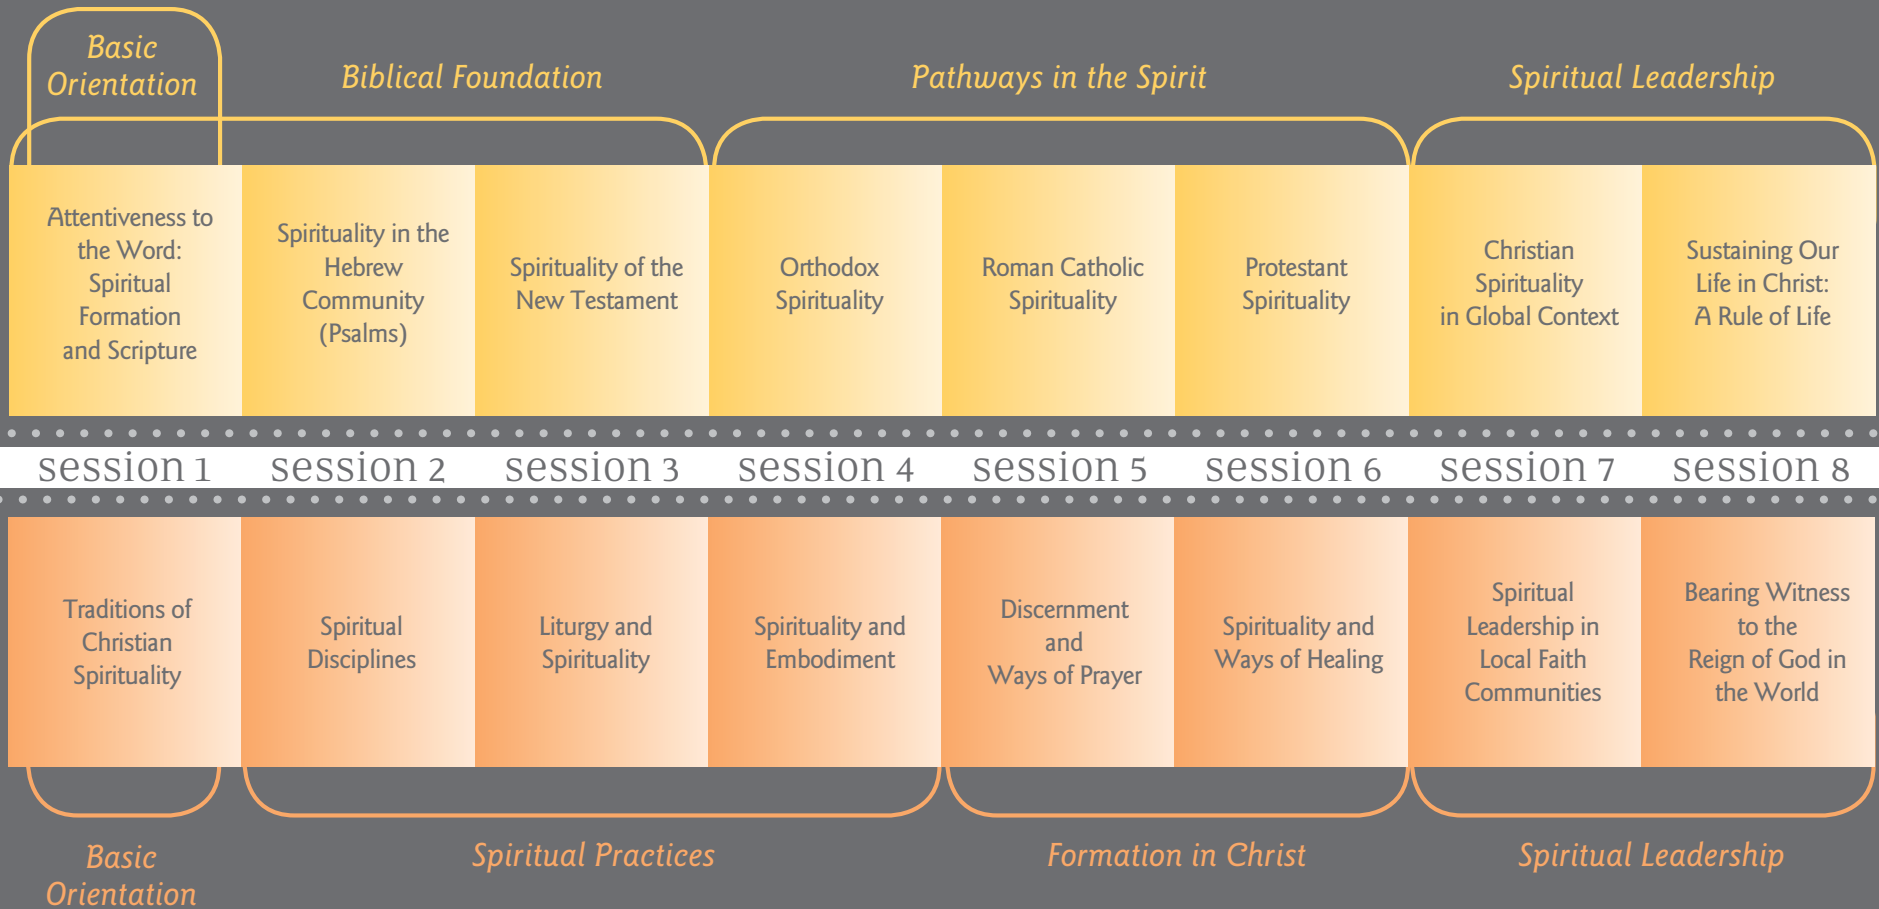 Basic
Orientation
Biblical Foundation
Pathways in the Spirit
Spiritual Leadership
Attentiveness to
the Word:
Spiritual
Formation
and Scripture
Spirituality in the
Hebrew
Community
(Psalms)
Spirituality of the
New Testament
Orthodox
Spirituality
Roman Catholic
Spirituality
Protestant
Spirituality
Christian
Spirituality
in Global Context
Sustaining Our
Life in Christ:
A Rule of Life
session 1
session 2
session 3
session 4
session 5
session 6
session 7
session 8
Traditions of
Christian
Spirituality
Spiritual
Disciplines
Liturgy and
Spirituality
Spirituality and
Embodiment
Discernment
and
Ways of Prayer
Spirituality and
Ways of Healing
Spiritual
Leadership in
Local Faith
Communities
Bearing Witness
to the
Reign of God in
the World
Basic
Orientation
Spiritual Practices
Formation in Christ
Spiritual Leadership